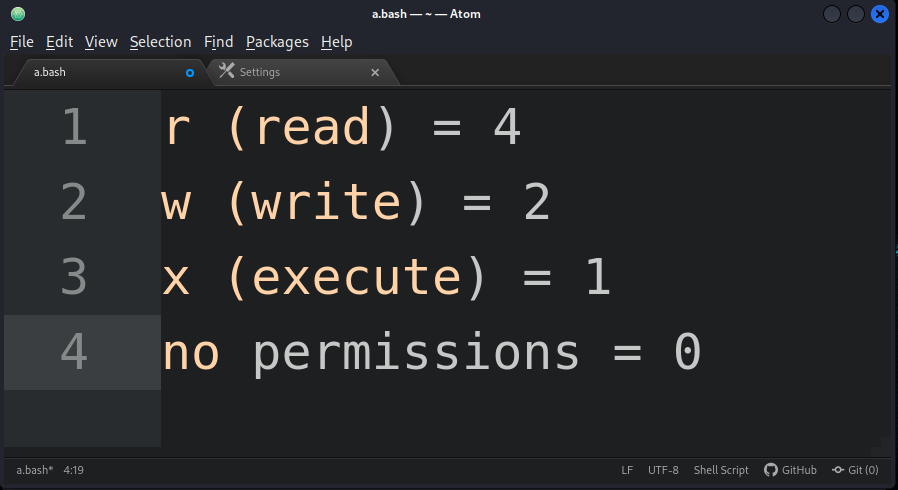 a.bash — ~ — Atom
File Edit View Selection Find Packages Help
a.bash Settings
1 r (read) = 4
2 w (write) = 2
3 x (execute) = 1
4 no permissions = 0
a.bash* 4:19 LF UTF-8 Shell Script GitHub Git (0)